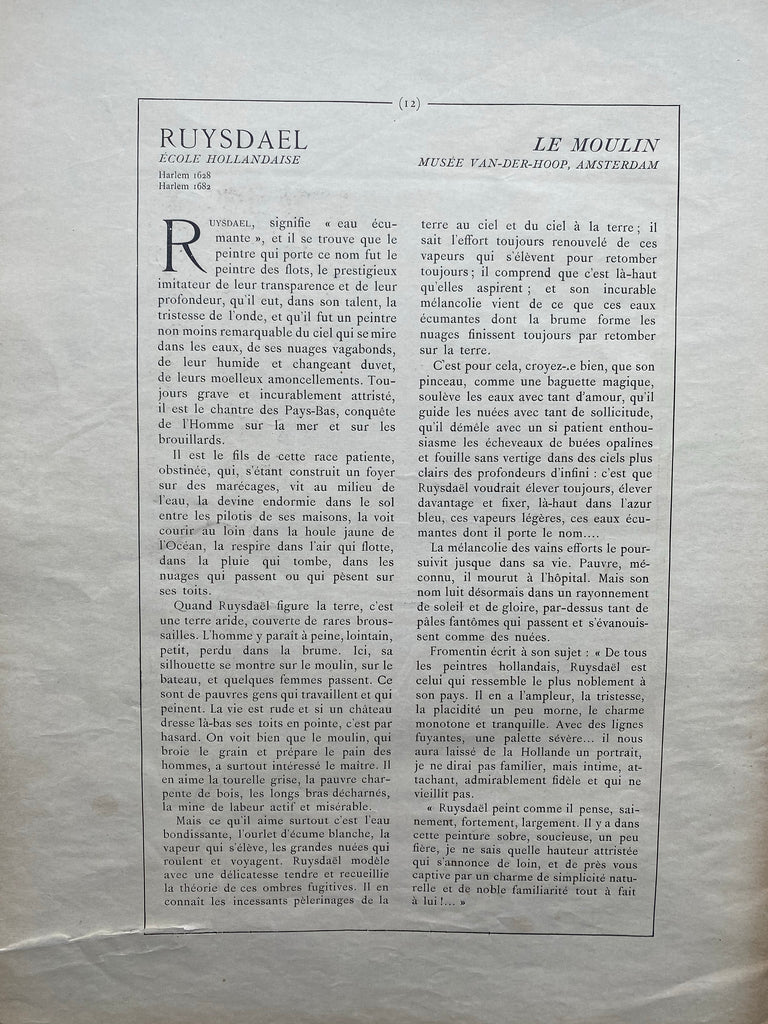 (12)
RUYSDAEL
ÉCOLE HOLLANDAISE
Harlem 1628
Harlem 1682
LE MOULIN
MUSÉE VAN-DER-HOOP, AMSTERDAM
RUYSDAEL, signifie « eau écu-
mante », et il se trouve que le
peintre qui porte ce nom fut le
peintre des flots, le prestigieux
imitateur de leur transparence et de leur
profondeur, qu'il eut, dans son talent, la
tristesse de l'onde, et qu'il fut un peintre
non moins remarquable du ciel qui se mire
dans les eaux, de ses nuages vagabonds,
de leur humide et changeant duvet,
de leurs moelleux amoncellements. Tou-
jours grave et incurablement attristé,
il est le chantre des Pays-Bas, conquête
de l'Homme sur la mer et sur les
brouillards.
Il est le fils de cette race patiente,
obstinée, qui, s'étant construit un foyer
sur des marécages, vit au milieu de
l'eau, la devine endormie dans le sol
entre les pilotis de ses maisons, la voit
courir au loin dans la houle jaune de
l'Océan, la respire dans l'air qui flotte,
dans la pluie qui tombe, dans les
nuages qui passent ou qui pèsent sur
ses toits.
Quand Ruysdaël figure la terre, c'est
une terre aride, couverte de rares brous-
sailles. L'homme y paraît à peine, lointain,
petit, perdu dans la brume. Ici, sa
silhouette se montre sur le moulin, sur le
bateau, et quelques femmes passent. Ce
sont de pauvres gens qui travaillent et qui
peinent. La vie est rude et si un château
dresse là-bas ses toits en pointe, c'est par
hasard. On voit bien que le moulin, qui
broie le grain et prépare le pain des
hommes, a surtout intéressé le maître. Il
en aime la tourelle grise, la pauvre char-
pente de bois, les longs bras décharnés,
la mine de labeur actif et misérable.
Mais ce qu'il aime surtout c'est l'eau
bondissante, l'ourlet d'écume blanche, la
vapeur qui s'élève, les grandes nuées qui
roulent et voyagent. Ruysdaël modèle
avec une délicatesse tendre et recueillie
la théorie de ces ombres fugitives. Il en
connaît les incessants pèlerinages de la
terre au ciel et du ciel à la terre; il
sait l'effort toujours renouvelé de ces
vapeurs qui s'élèvent pour retomber
toujours; il comprend que c'est là-haut
qu'elles aspirent; et son incurable
mélancolie vient de ce que ces eaux
écumantes dont la brume forme les
nuages finissent toujours par retomber
sur la terre.
C'est pour cela, croyez-.e bien, que son
pinceau, comme une baguette magique,
soulève les eaux avec tant d'amour, qu'il
guide les nuées avec tant de sollicitude,
qu'il démêle avec un si patient enthou-
siasme les écheveaux de buées opalines
et fouille sans vertige dans des ciels plus
clairs des profondeurs d'infini : c'est que
Ruysdaël voudrait élever toujours, élever
davantage et fixer, là-haut dans l'azur
bleu, ces vapeurs légères, ces eaux écu-
mantes dont il porte le nom....
La mélancolie des vains efforts le pour-
suivit jusque dans sa vie. Pauvre, mé-
connu, il mourut à l'hôpital. Mais son
nom luit désormais dans un rayonnement
de soleil et de gloire, par-dessus tant de
pâles fantômes qui passent et s'évanouis-
sent comme des nuées.
Fromentin écrit à son sujet : « De tous
les peintres hollandais, Ruysdaël est
celui qui ressemble le plus noblement à
son pays. Il en a l'ampleur, la tristesse,
la placidité un peu morne, le charme
monotone et tranquille. Avec des lignes
fuyantes, une palette sévère... il nous
aura laissé de la Hollande un portrait,
je ne dirai pas familier, mais intime, at-
tachant, admirablement fidèle et qui ne
vieillit pas.
« Ruysdaël peint comme il pense, sai-
nement, fortement, largement. Il y a dans
cette peinture sobre, soucieuse, un peu
fière, je ne sais quelle hauteur attristée
qui s'annonce de loin, et de près vous
captive par un charme de simplicité natu-
relle et de noble familiarité tout à fait
à lui!... »